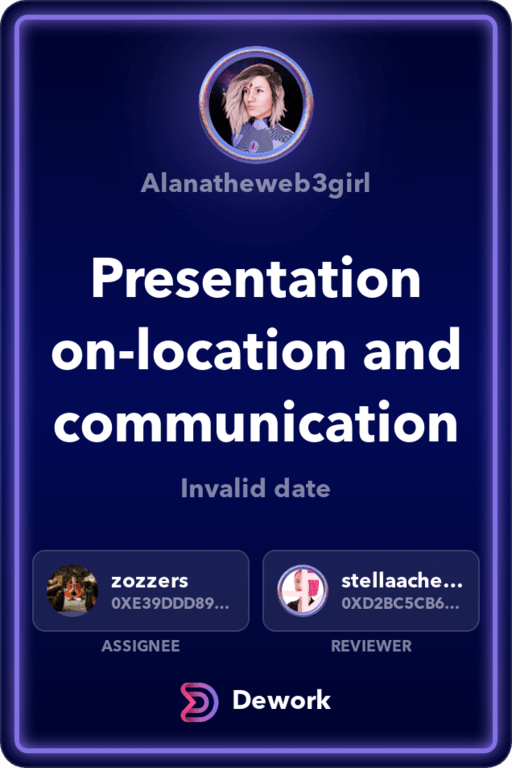 Alanatheweb3girl
Presentation
on-location and
communication
Invalid date
zozzers
0XE39DDD89...
ASSIGNEE
stellaache...
0XD2BC5CB6...
REVIEWER
Dework